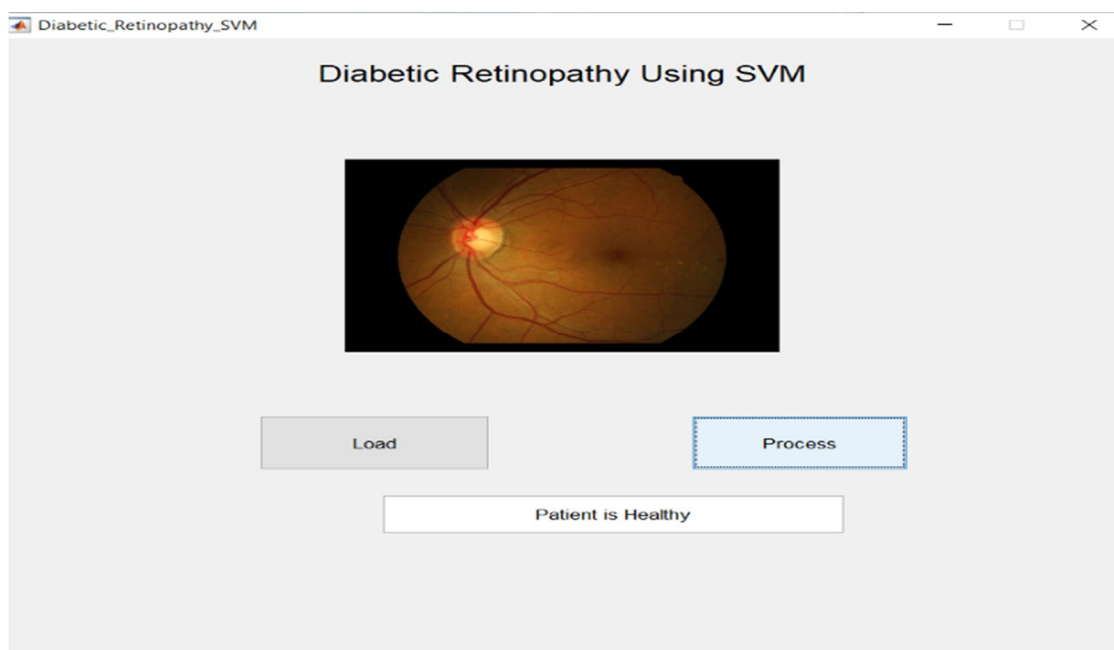 Diabetic_Retinopathy_SVM
Diabetic Retinopathy Using SVM
Load
Process
Patient is Healthy